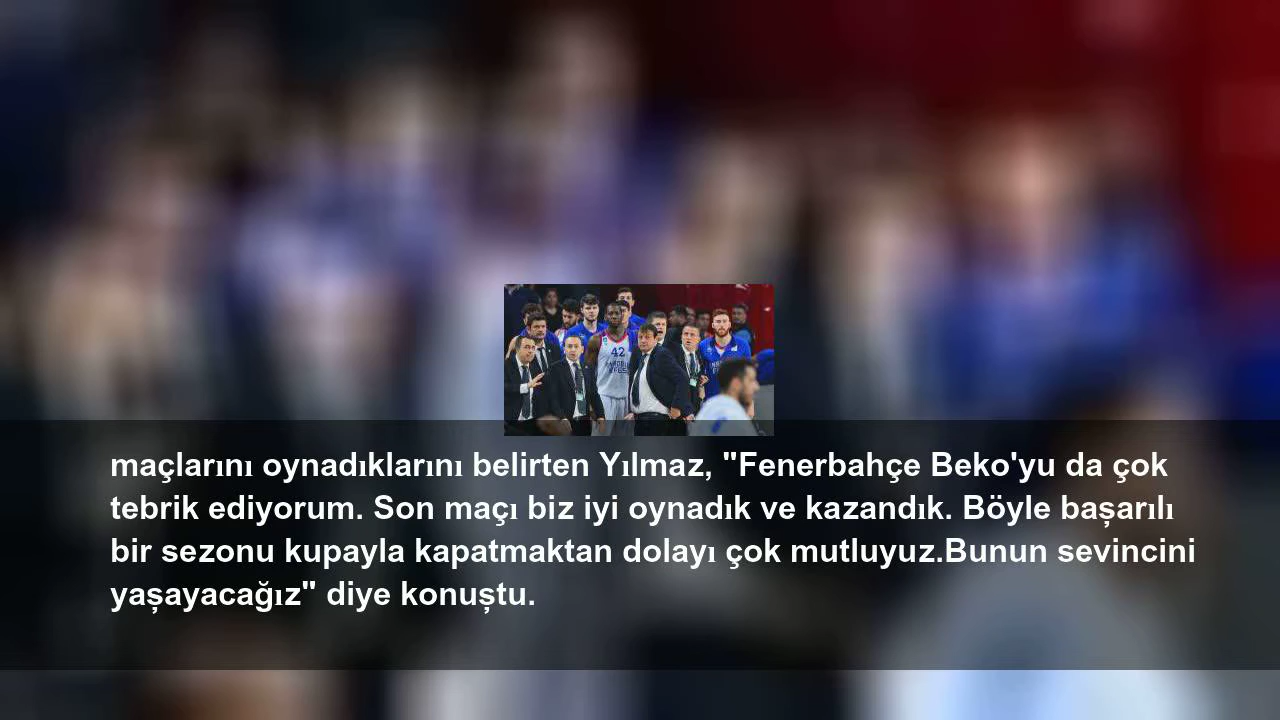 42
maçlarını oynadıklarını belirten Yılmaz, "Fenerbahçe Beko'yu da çok
tebrik ediyorum. Son maçı biz iyi oynadık ve kazandık. Böyle başarılı
bir sezonu kupayla kapatmaktan dolayı çok mutluyuz.Bunun sevincini
yaşayacağız" diye konuştu.